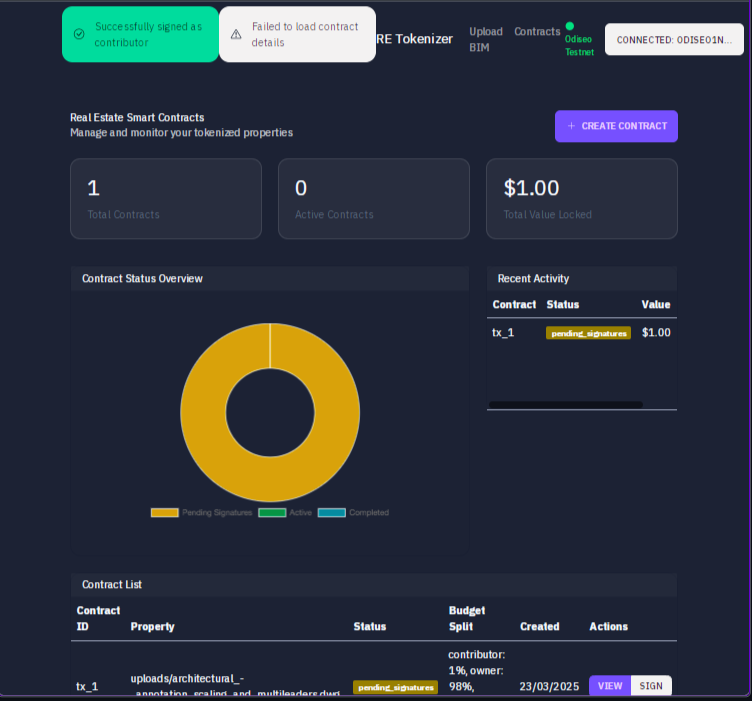 Successfully signed as
contributor
Failed to load contract
details
RE Tokenizer
Upload
BIM
Contracts
Odiseo
Testnet
CONNECTED: ODISEO1N...
Real Estate Smart Contracts
Manage and monitor your tokenized properties
+ CREATE CONTRACT
1
Total Contracts
0
Active Contracts
$1.00
Total Value Locked
Contract Status Overview
Pending Signatures
Active
Completed
Recent Activity
Contract Status Value
tx_1 pending_signatures $1.00
Contract List
Contract
ID
Property
Status
Budget
Split
Created
Actions
tx_1
uploads/architectural_-
_annotation_scaling_and_multileaders.dwg
pending_signatures
contributor:
1%, owner:
98%,
23/03/2025
VIEW
SIGN